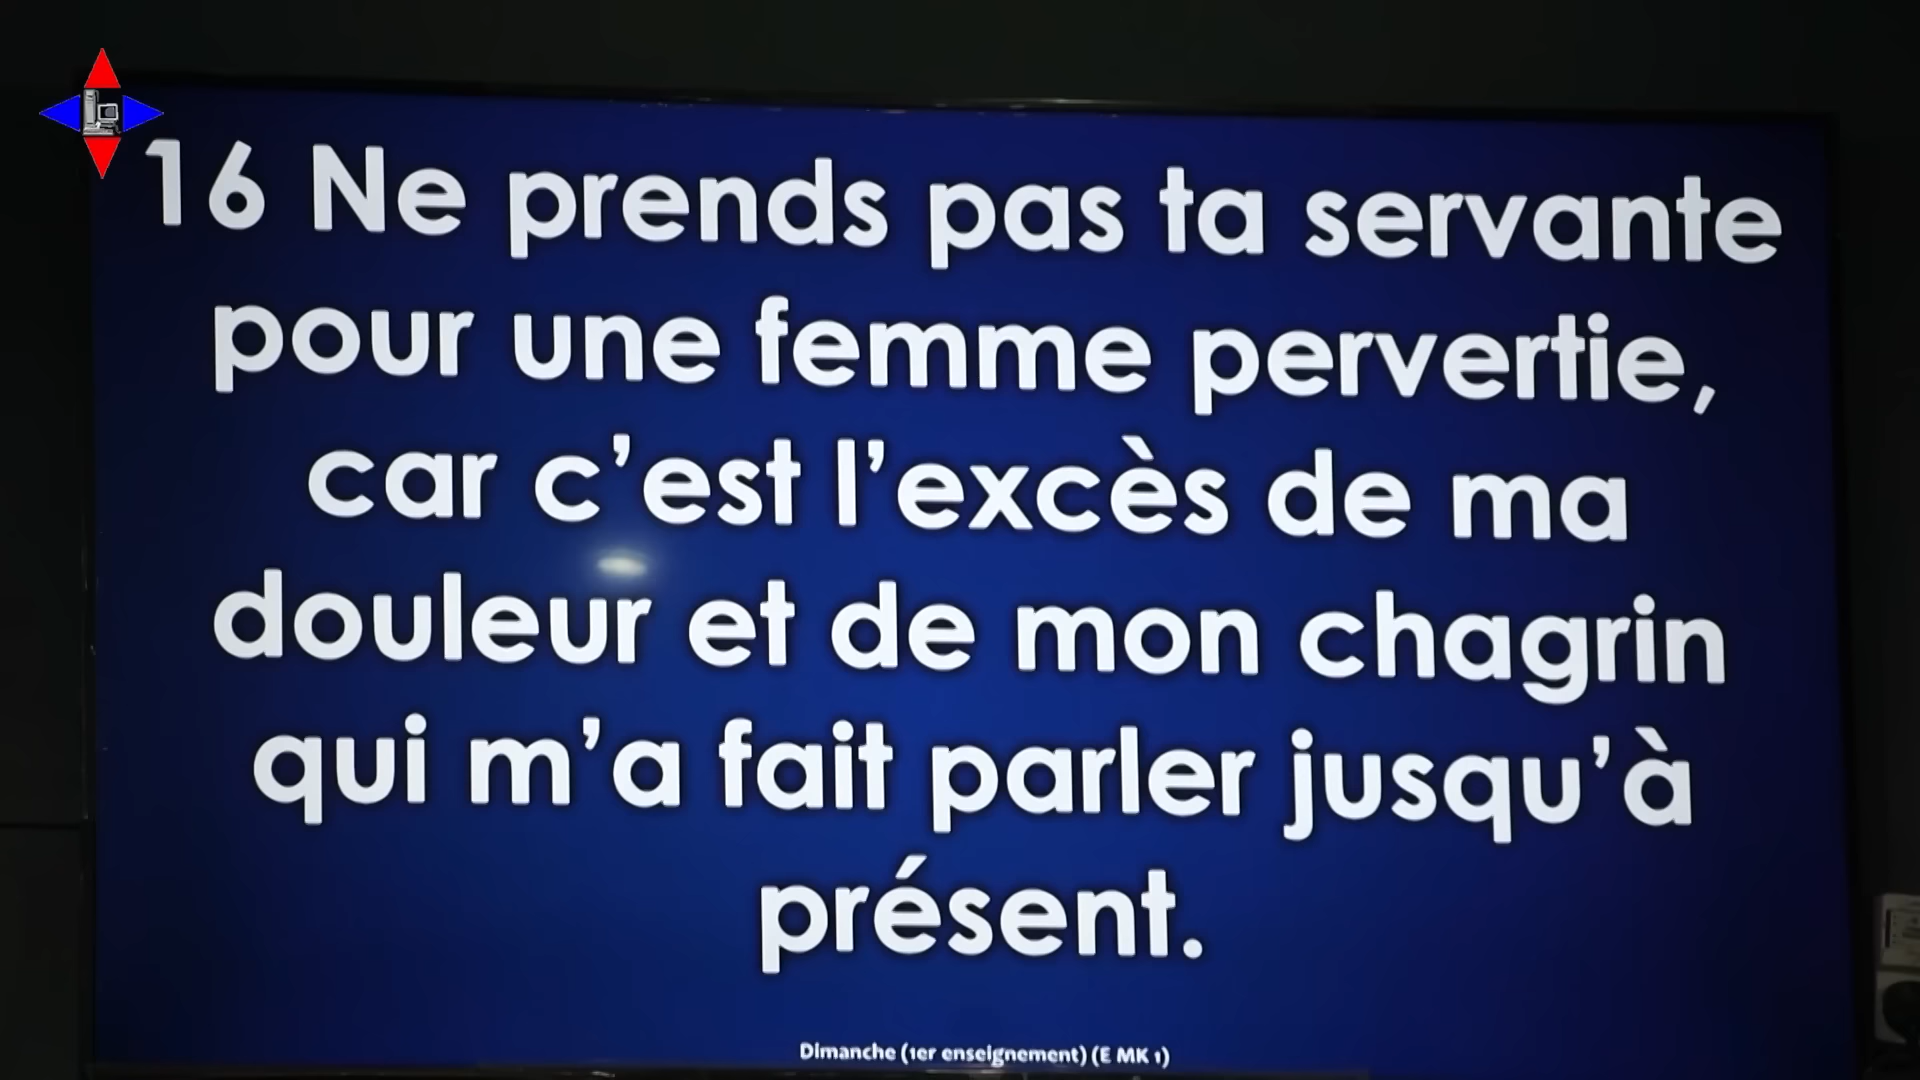 16 Ne prends pas ta servante
pour une femme pervertie,
car c’est l’excès de ma
douleur et de mon chagrin
qui m’a fait parler jusqu’à
présent.
Dimanche (1er enseignement) (E MK 1)